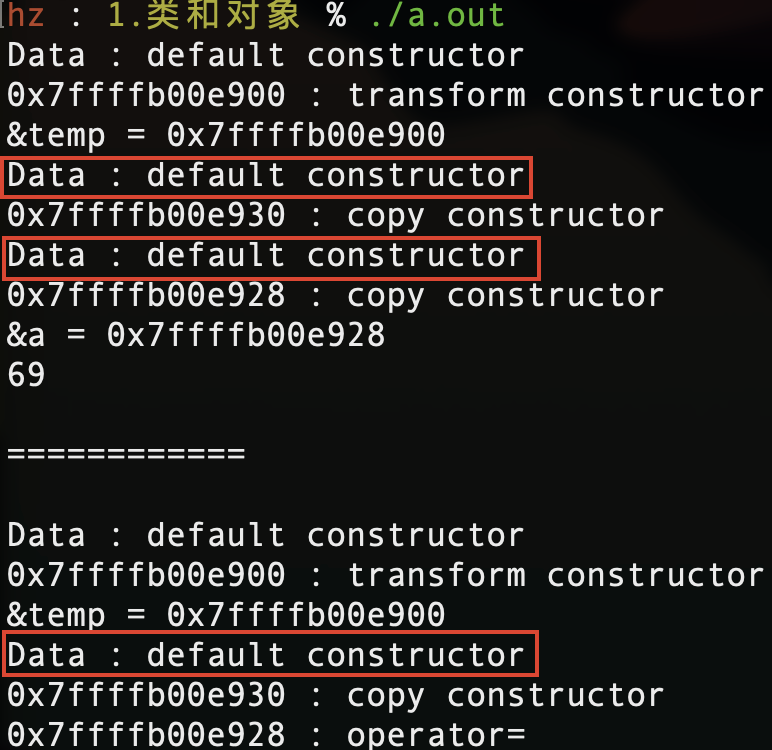 hz : 1.类和对象 % ./a.out
Data : default constructor
0x7ffffb00e900 : transform constructor
&temp = 0x7ffffb00e900
Data : default constructor
0x7ffffb00e930 : copy constructor
Data : default constructor
0x7ffffb00e928 : copy constructor
&a = 0x7ffffb00e928
69
============
Data : default constructor
0x7ffffb00e900 : transform constructor
&temp = 0x7ffffb00e900
Data : default constructor
0x7ffffb00e930 : copy constructor
0x7ffffb00e928 : operator=